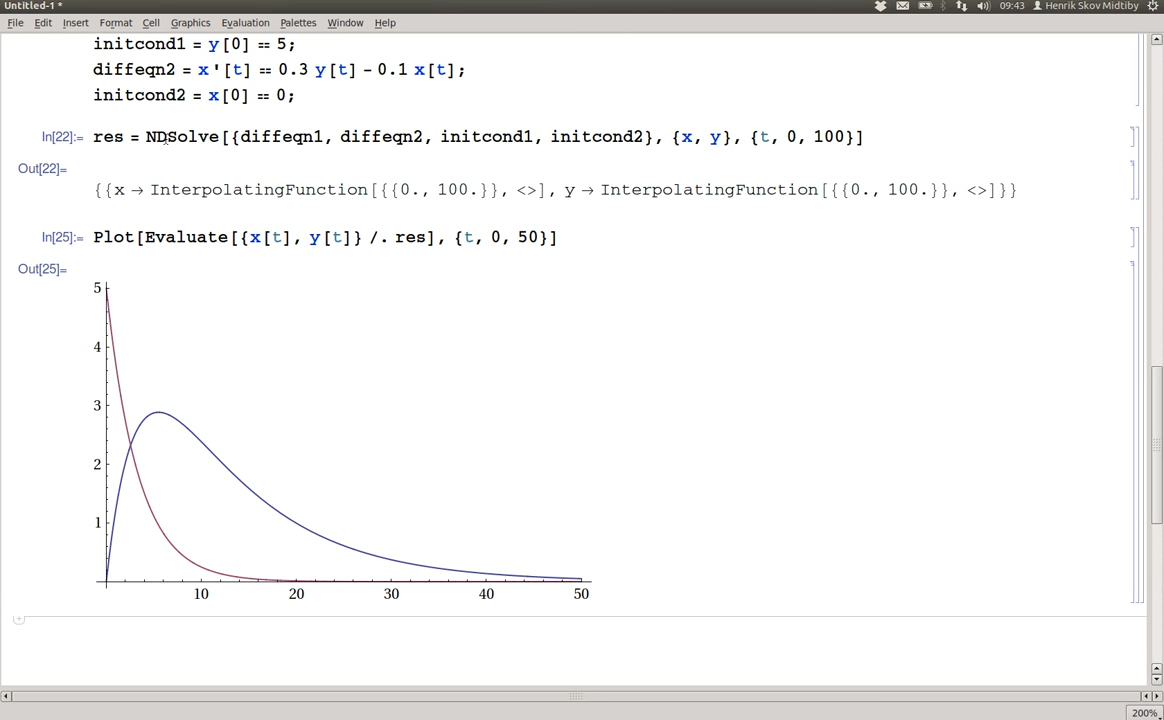 Untitled-1 *
09:43 Henrik Skov Midtiby
File Edit Insert Format Cell Graphics Evaluation Palettes Window Help
initcond1 = y[0] == 5;
diffeqn2 = x'[t] == 0.3 y[t] - 0.1 x[t];
initcond2 = x[0] == 0;
In[22]:= res = NDSolve[{diffeqn1, diffeqn2, initcond1, initcond2}, {x, y}, {t, 0, 100}]
Out[22]=
{{x → InterpolatingFunction[{{0., 100.}}, <>], y → InterpolatingFunction[{{0., 100.}}, <>]}}
In[25]:= Plot[Evaluate[{x[t], y[t]} /. res], {t, 0, 50}]
Out[25]=
5
4
3
2
1
10 20 30 40 50
200%